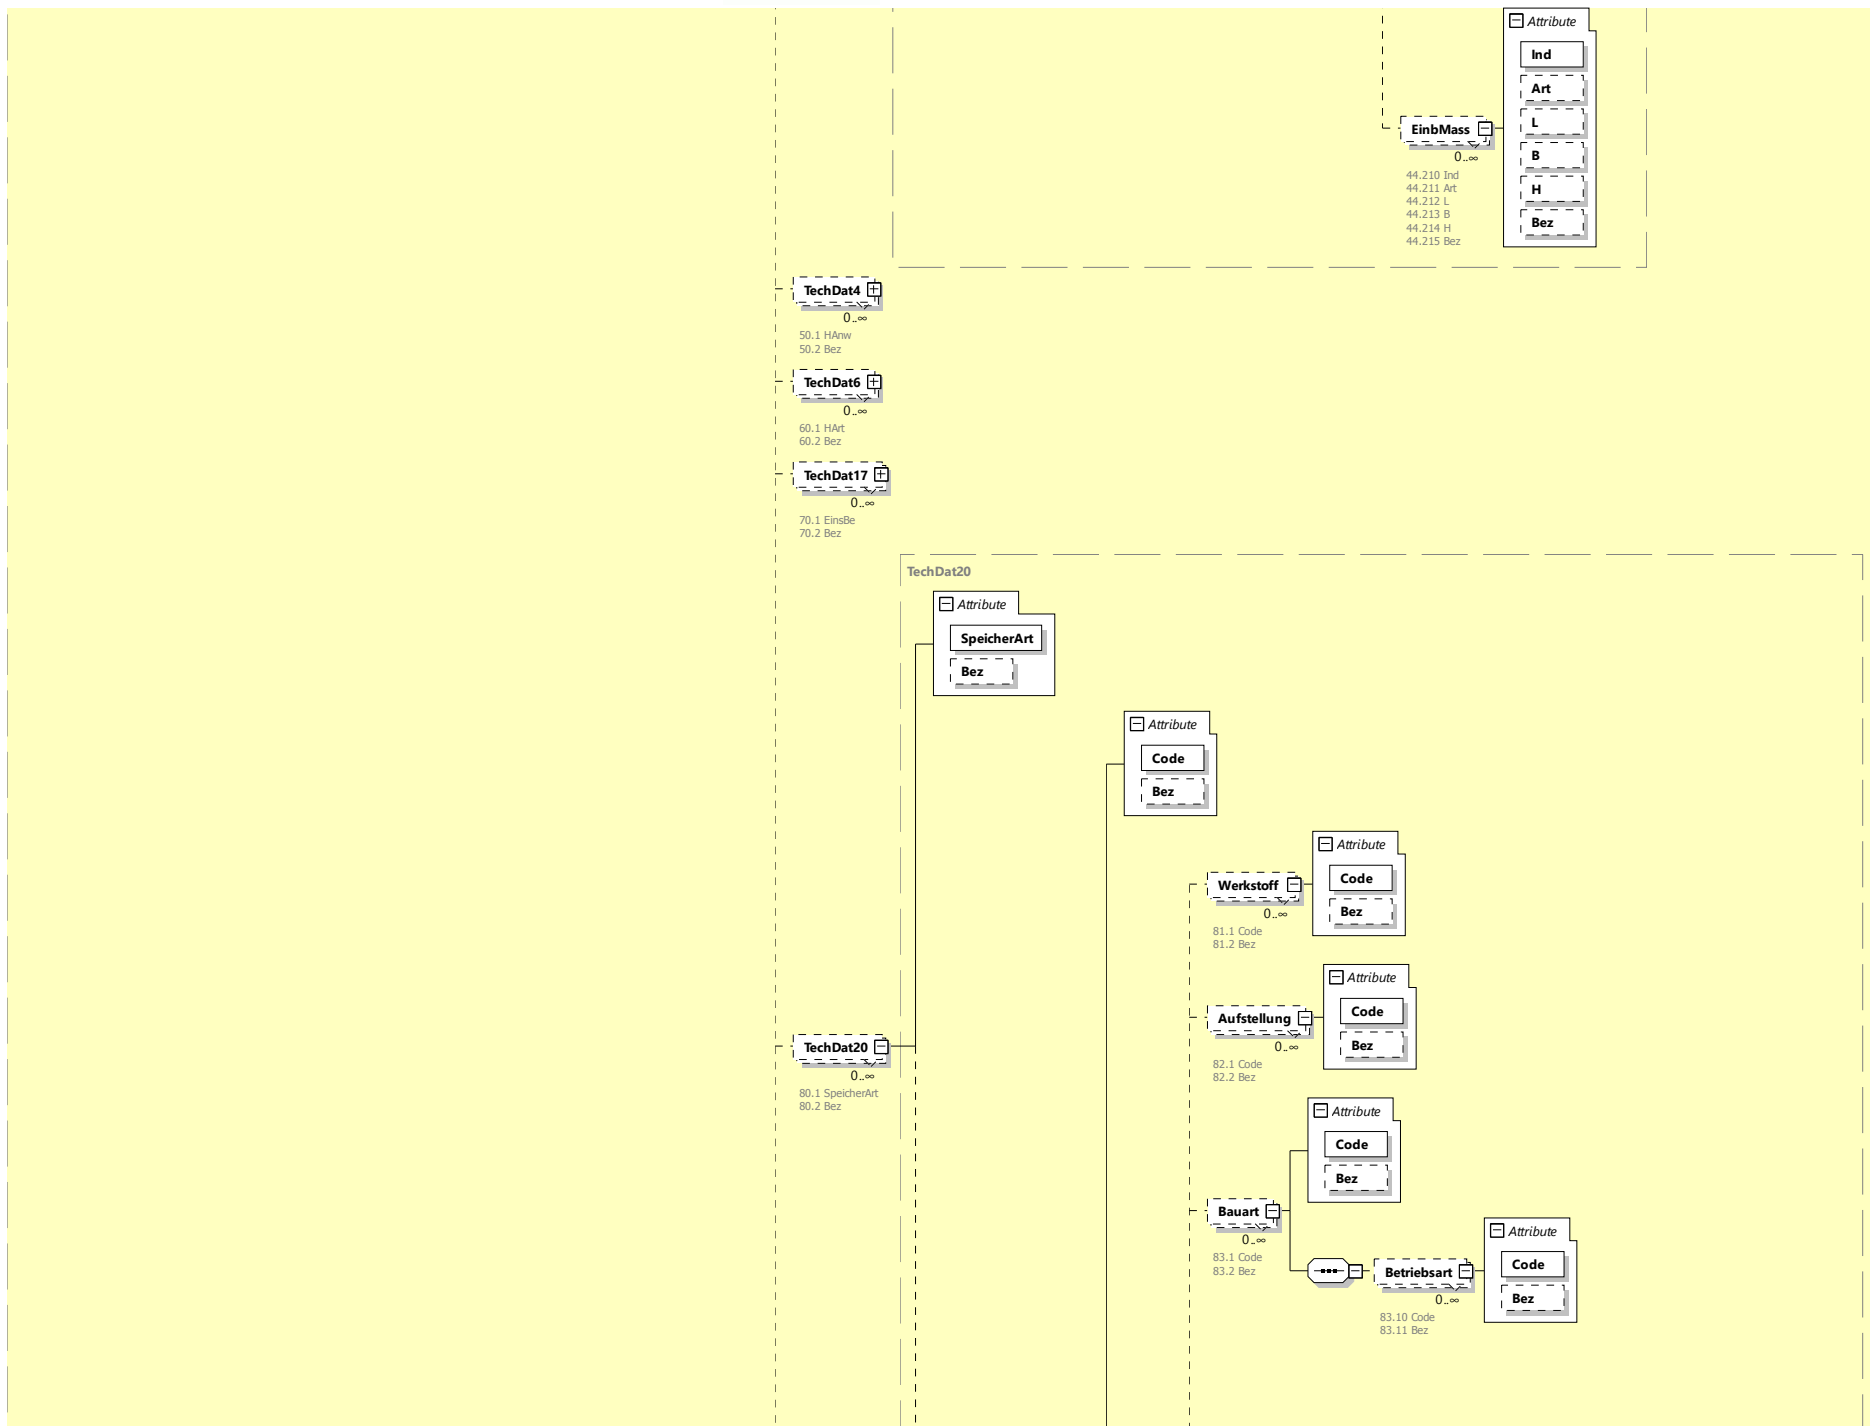 Attribute
Ind
Art
L
B
H
Bez
EinbMass
0..∞
44.210 Ind
44.211 Art
44.212 L
44.213 B
44.214 H
44.215 Bez
TechDat4
0..∞
50.1 HAnw
50.2 Bez
TechDat6
0..∞
60.1 HArt
60.2 Bez
TechDat17
0..∞
70.1 EinsBe
70.2 Bez
TechDat20
Attribute
SpeicherArt
Bez
Attribute
Code
Bez
Attribute
Code
Bez
Werkstoff
0..∞
81.1 Code
81.2 Bez
Attribute
Code
Bez
Aufstellung
0..∞
82.1 Code
82.2 Bez
TechDat20
0..∞
80.1 SpeicherArt
80.2 Bez
Attribute
Code
Bez
Bauart
0..∞
83.1 Code
83.2 Bez
Attribute
Code
Bez
Betriebsart
0..∞
83.10 Code
83.11 Bez